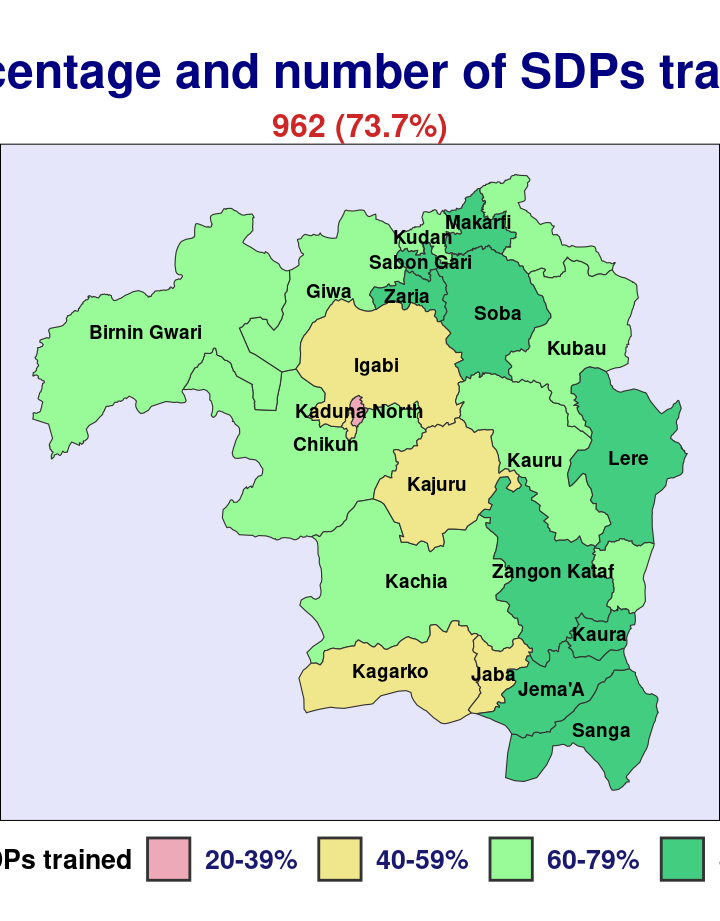 centage and number of SDPs tra
962 (73.7%)
Makarfi
Kudan
Sabon Gari
Giwa
Zaria
Soba
Birnin Gwari
Kubau
Igabi
Kaduna North
Chikun
Kauru
Lere
Kajuru
Zangon Kataf
Kachia
Kaura
Kagarko
Jaba
Jema'A
Sanga
DPs trained 20-39% 40-59% 60-79%